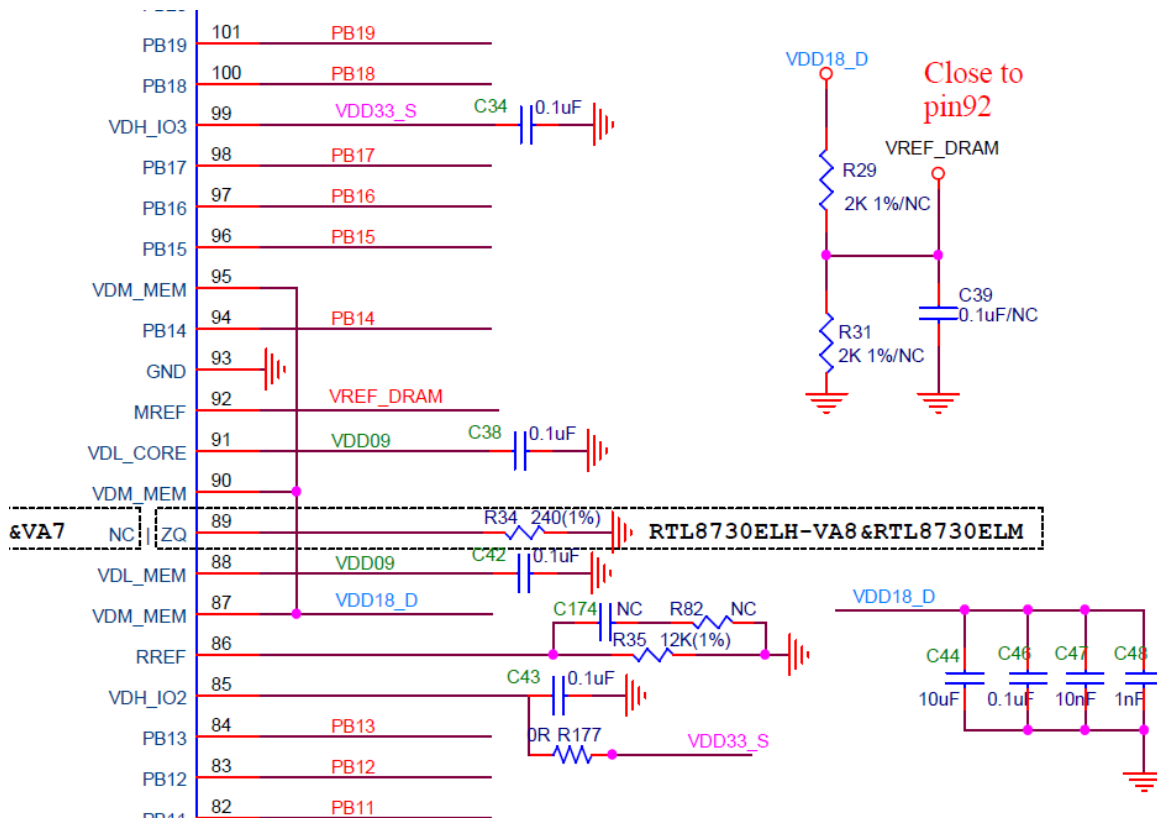 PB19 101 PB19
PB18 100 PB18
VDH_IO3 99 VDD33_S C34 0.1uF
PB17 98 PB17
PB16 97 PB16
PB15 96 PB15
VDM_MEM 95
PB14 94 PB14
GND 93
MREF 92 VREF_DRAM
VDL_CORE 91 VDD09 C38 0.1uF
VDM_MEM 90
&VA7 NC | ZQ 89 R34 240(1%) RTL8730ELH-VA8&RTL8730ELM
VDL_MEM 88 VDD09 C42 0.1uF
VDM_MEM 87 VDD18_D
C174 NC R82 NC
RREF 86 R35 12K(1%)
VDH_IO2 85 C43 0.1uF
0R R177 VDD33_S
PB13 84 PB13
PB12 83 PB12
PB11 82 PB11
VDD18_D
Close to
pin92
VREF_DRAM
R29
2K 1%/NC
C39
0.1uF/NC
R31
2K 1%/NC
VDD18_D
C44 C46 C47 C48
10uF 0.1uF 10nF 1nF